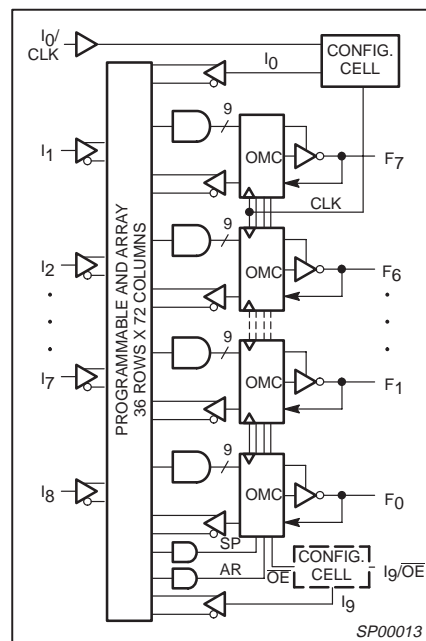 I0/
CLK
I0
CONFIG.
CELL
9
I1
OMC
F7
CLK
9
I2
OMC
F6
PROGRAMMABLE AND ARRAY
36 ROWS X 72 COLUMNS
9
I7
OMC
F1
9
I8
OMC
F0
SP
AR
OE
CONFIG.
CELL
I9/OE
I9
SP00013